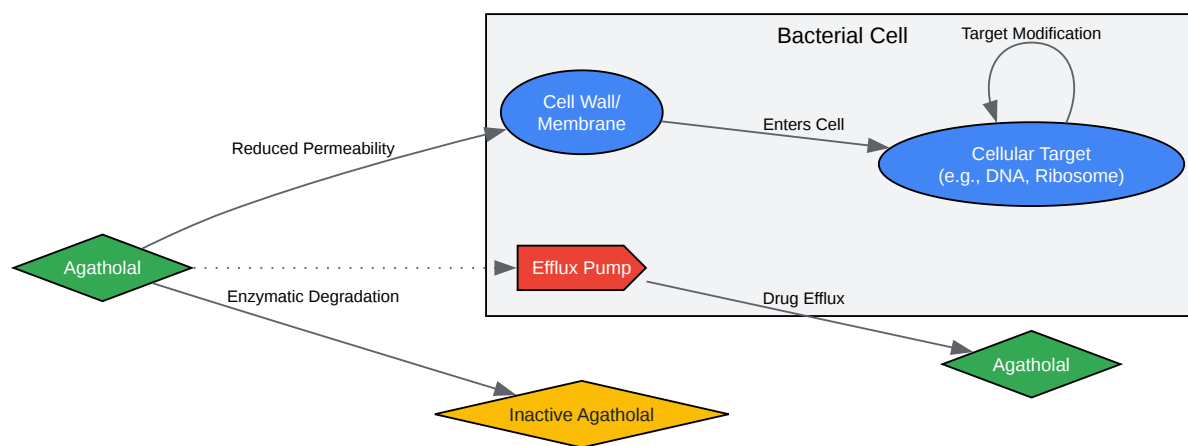 Bacterial Cell
Target Modification
Cell Wall/
Membrane
Enters Cell
Cellular Target
(e.g., DNA, Ribosome)
Reduced Permeability
Agatholal
Efflux Pump
Enzymatic Degradation
Drug Efflux
Agatholal
Inactive Agatholal